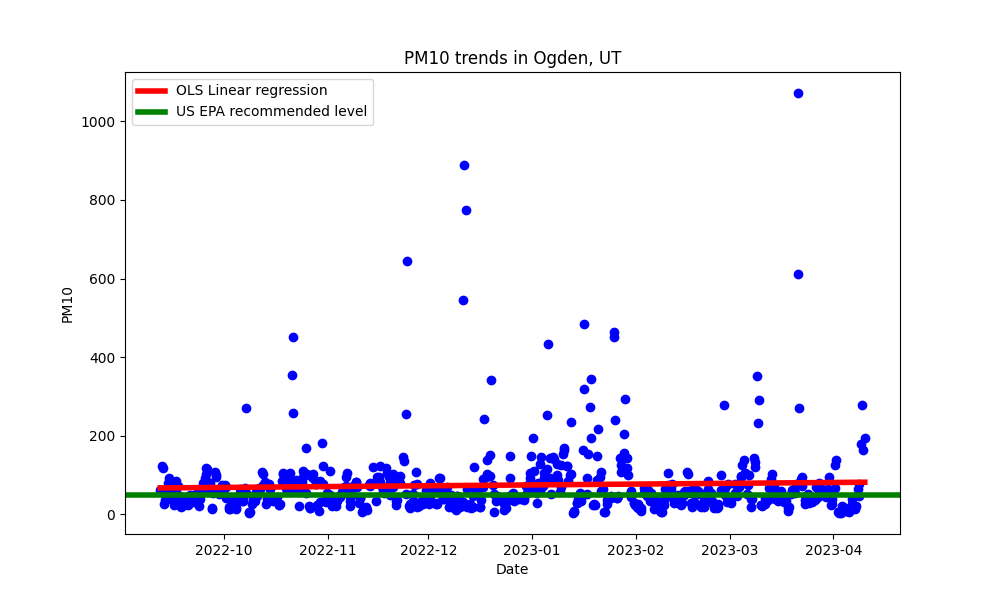 PM10 trends in Ogden, UT
OLS Linear regression
US EPA recommended level
1000
800
600
400
200
0
PM10
2022-10 2022-11 2022-12 2023-01 2023-02 2023-03 2023-04
Date